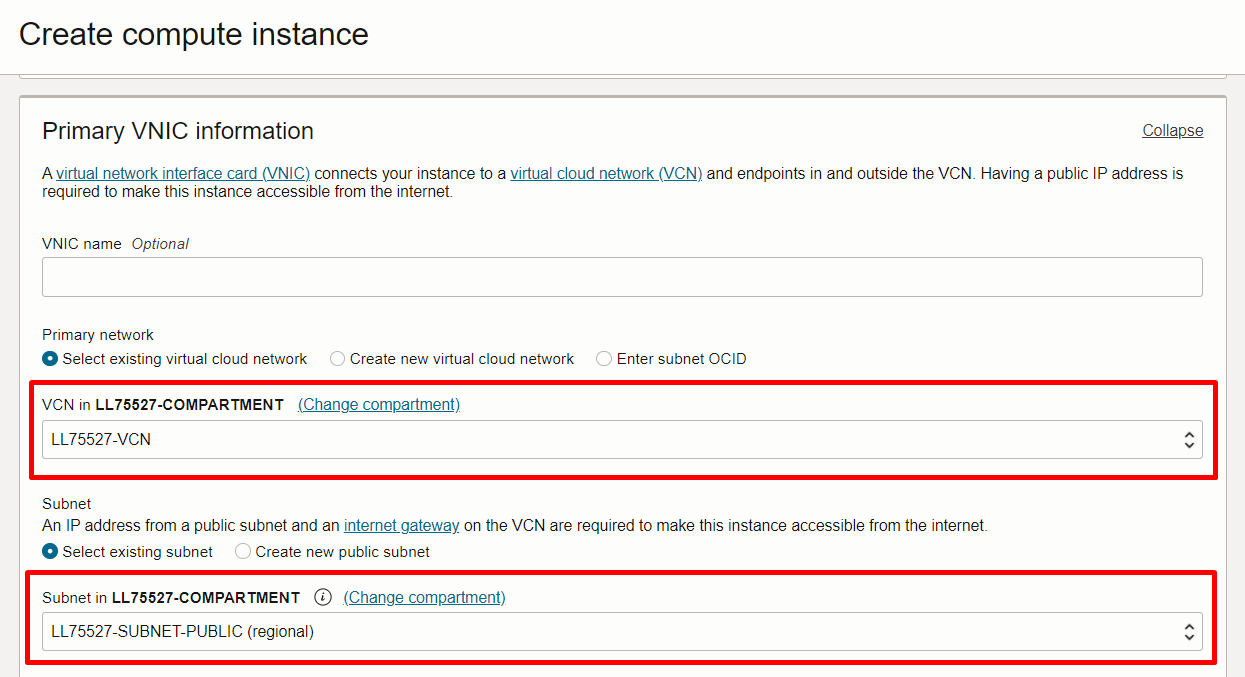 Create compute instance
Primary VNIC information
Collapse
A virtual network interface card (VNIC) connects your instance to a virtual cloud network (VCN) and endpoints in and outside the VCN. Having a public IP address is
required to make this instance accessible from the internet.
VNIC name Optional
Primary network
Select existing virtual cloud network Create new virtual cloud network Enter subnet OCID
VCN in LL75527-COMPARTMENT (Change compartment)
LL75527-VCN
Subnet
An IP address from a public subnet and an internet gateway on the VCN are required to make this instance accessible from the internet.
Select existing subnet Create new public subnet
Subnet in LL75527-COMPARTMENT i (Change compartment)
LL75527-SUBNET-PUBLIC (regional)